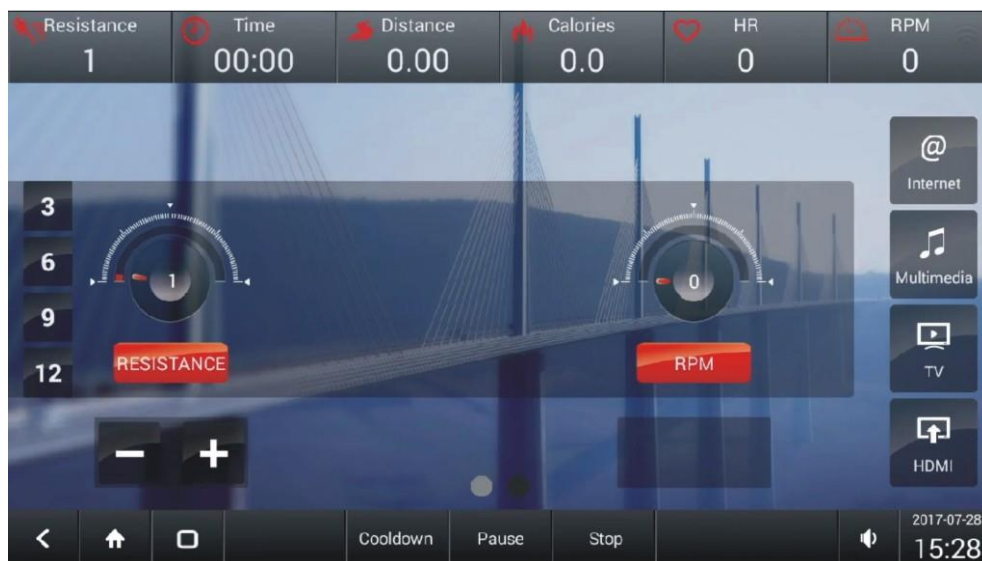 Resistance Time Distance Calories HR RPM
1 00:00 0.00 0.0 0 0
@
Internet
3
6
9
12
1
0
RESISTANCE
RPM
Multimedia
TV
HDMI
− +
Cooldown Pause Stop
2017-07-28
15:28